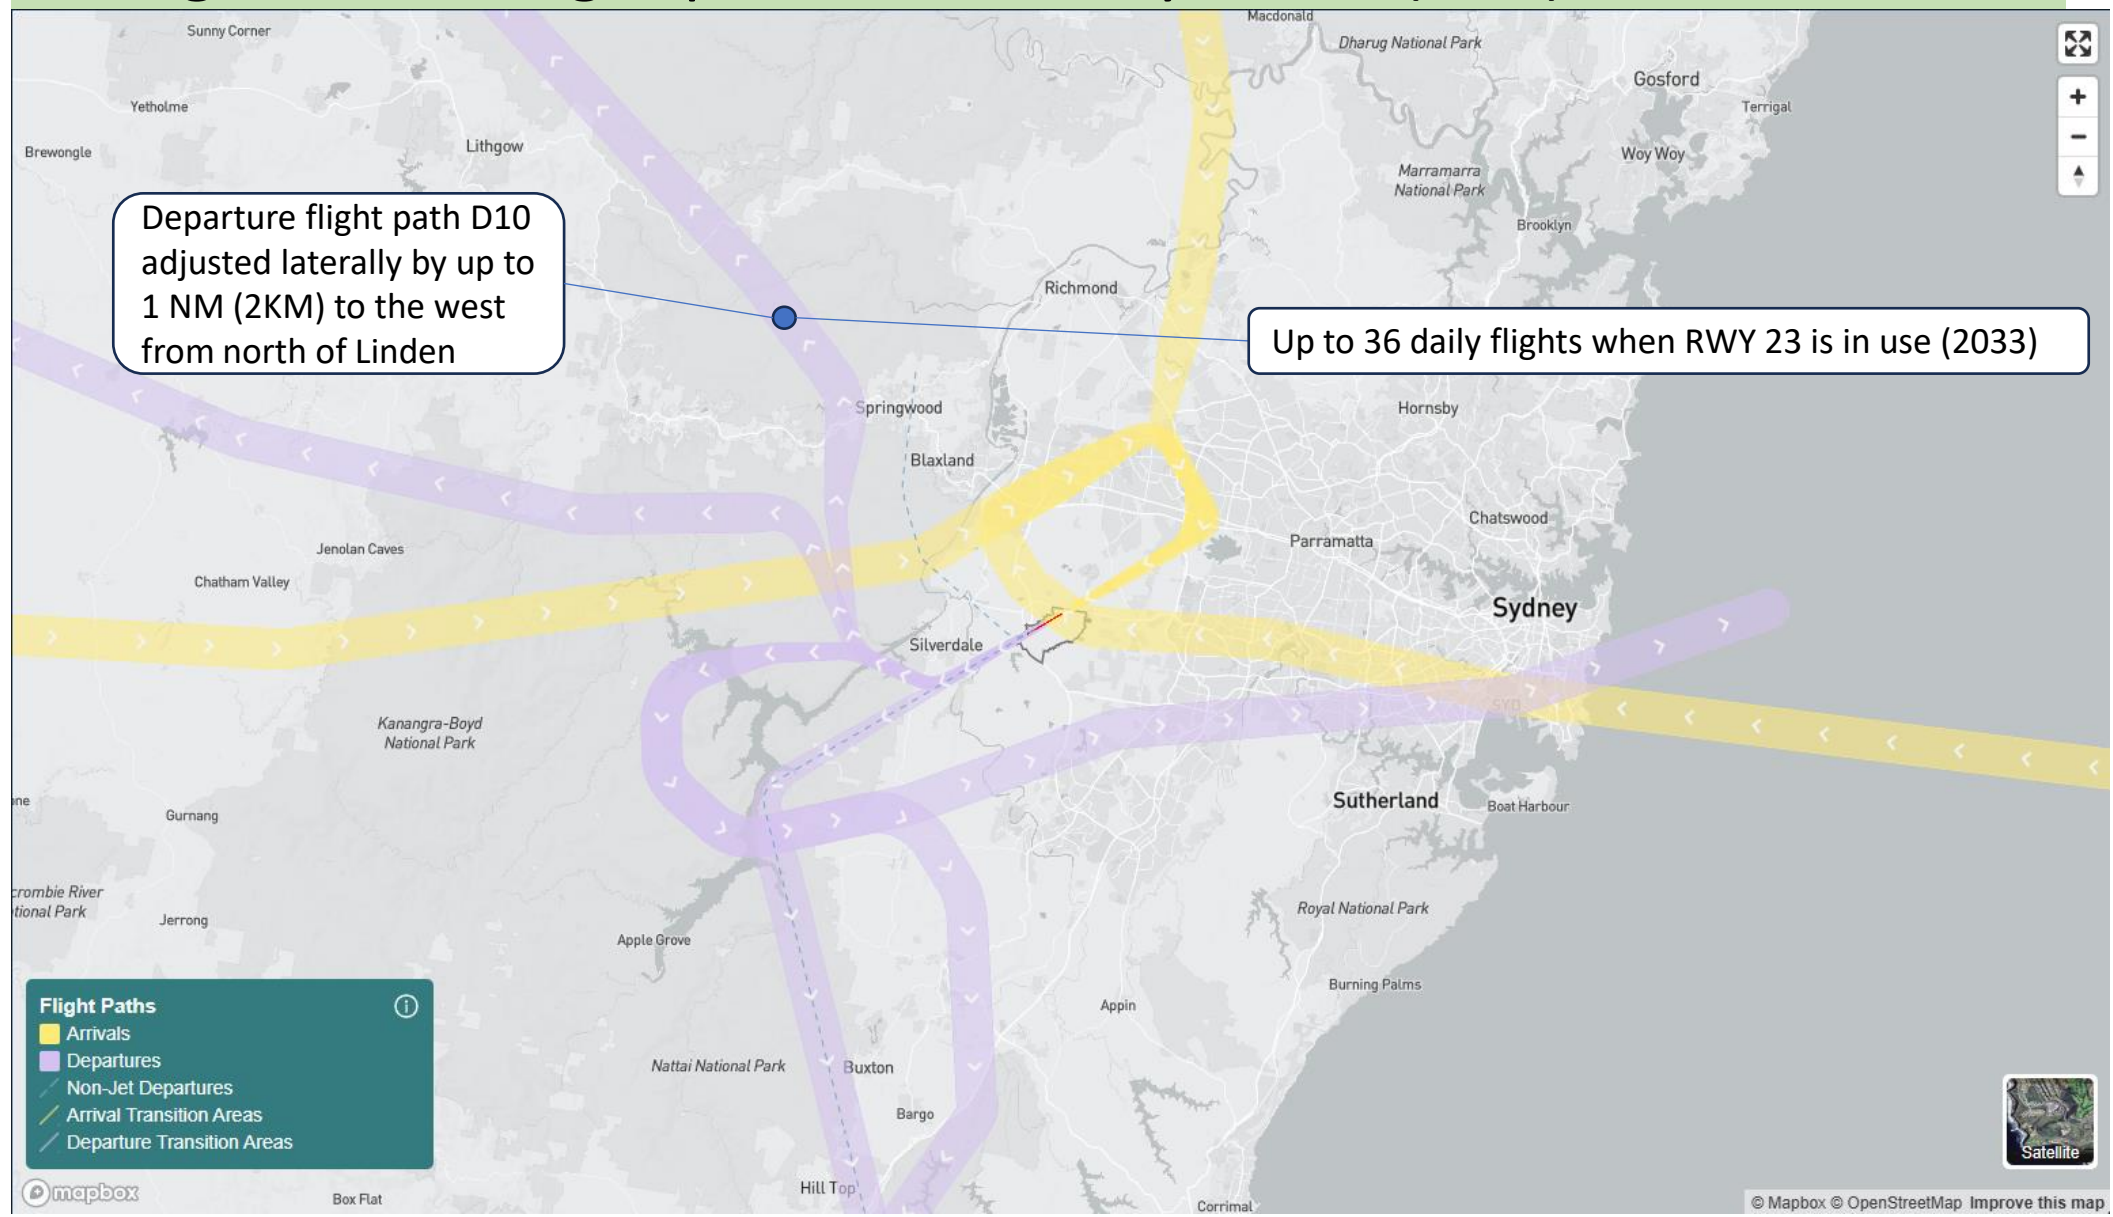 Macdonald
Sunny Corner
Dharug National Park
Gosford
Yetholme
Terrigal
Lithgow
Brewongle
Woy Woy
Marramarra
National Park
Brooklyn
Departure flight path D10
adjusted laterally by up to
1 NM (2KM) to the west
from north of Linden
Richmond
Up to 36 daily flights when RWY 23 is in use (2033)
Springwood
Hornsby
Blaxland
Chatswood
Parramatta
Jenolan Caves
Chatham Valley
Sydney
Silverdale
SYD
Kanangra-Boyd
National Park
Sutherland
Boat Harbour
Gurnang
Jerrong
Royal National Park
Apple Grove
Burning Palms
Appin
Nattai National Park
Buxton
Bargo
Hill Top
Box Flat
Corrimal
Flight Paths
Arrivals
Departures
Non-Jet Departures
Arrival Transition Areas
Departure Transition Areas
Satellite
mapbox
© Mapbox © OpenStreetMap Improve this map